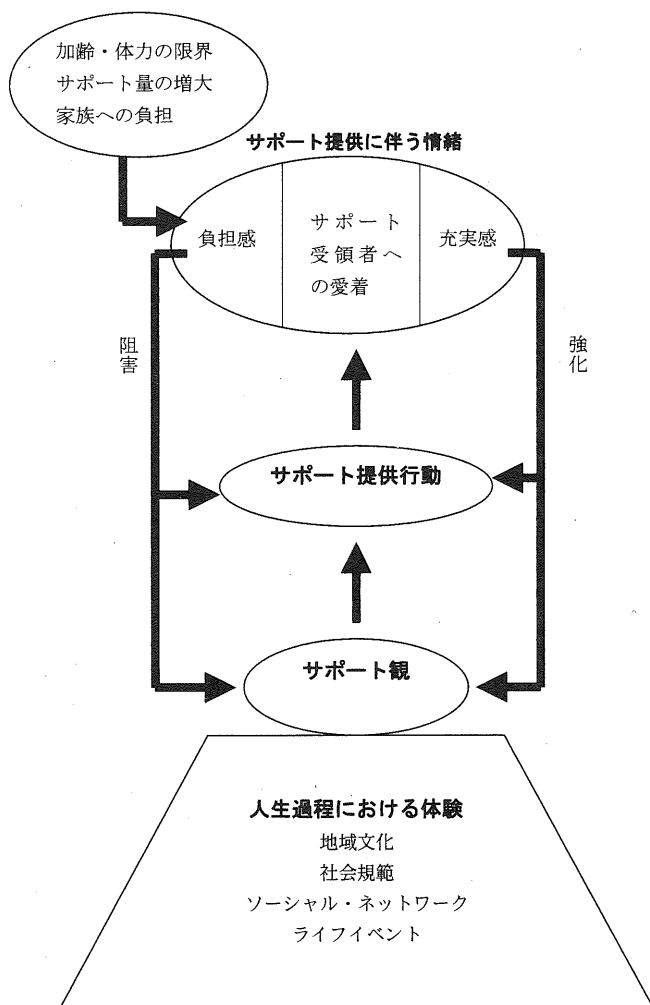 加齢・体力の限界
サポート量の増大
家族への負担
サポート提供に伴う情緒
負担感
サポート
受領者へ
の愛着
充実感
阻害
強化
サポート提供行動
サポート観
人生過程における体験
地域文化
社会規範
ソーシャル・ネットワーク
ライフイベント